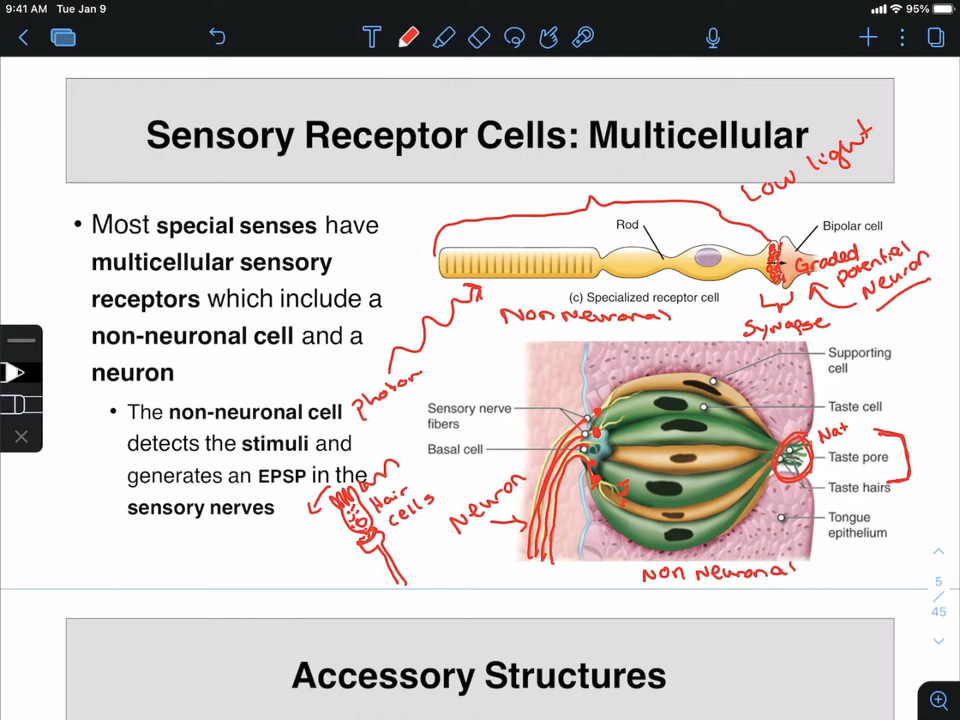 9:41 AM Tue Jan 9
95%
T
Sensory Receptor Cells: Multicellular
Low light
• Most special senses have
multicellular sensory
receptors which include a
non-neuronal cell and a
neuron
• The non-neuronal cell
detects the stimuli and
generates an EPSP in the
sensory nerves
Rod
Bipolar cell
Graded
potential
Neuron
(c) Specialized receptor cell
Non Neuronal
Synapse
Photon
Supporting
cell
Sensory nerve
fibers
Taste cell
Basal cell
Na+
Taste pore
Taste hairs
Neuron
Hair
cells
Tongue
epithelium
Non Neuronal
5
/
45
Accessory Structures